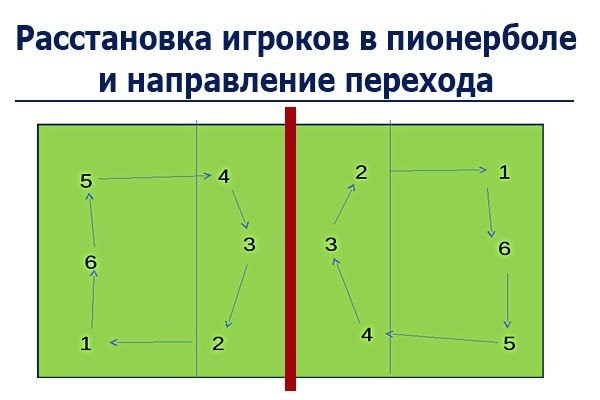 Расстановка игроков в пионерболе
и направление перехода
5 4 2 1
3 3 6
6
1 2 4 5